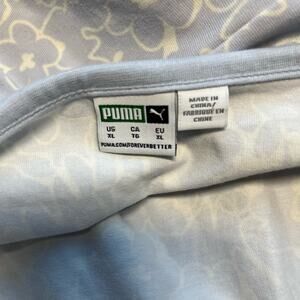 PUMA
US CA EU
XL TG XL
PUMA.COM/FOREVERBETTER
MADE IN
CHINA/
FABRIQUÉ EN
CHINE